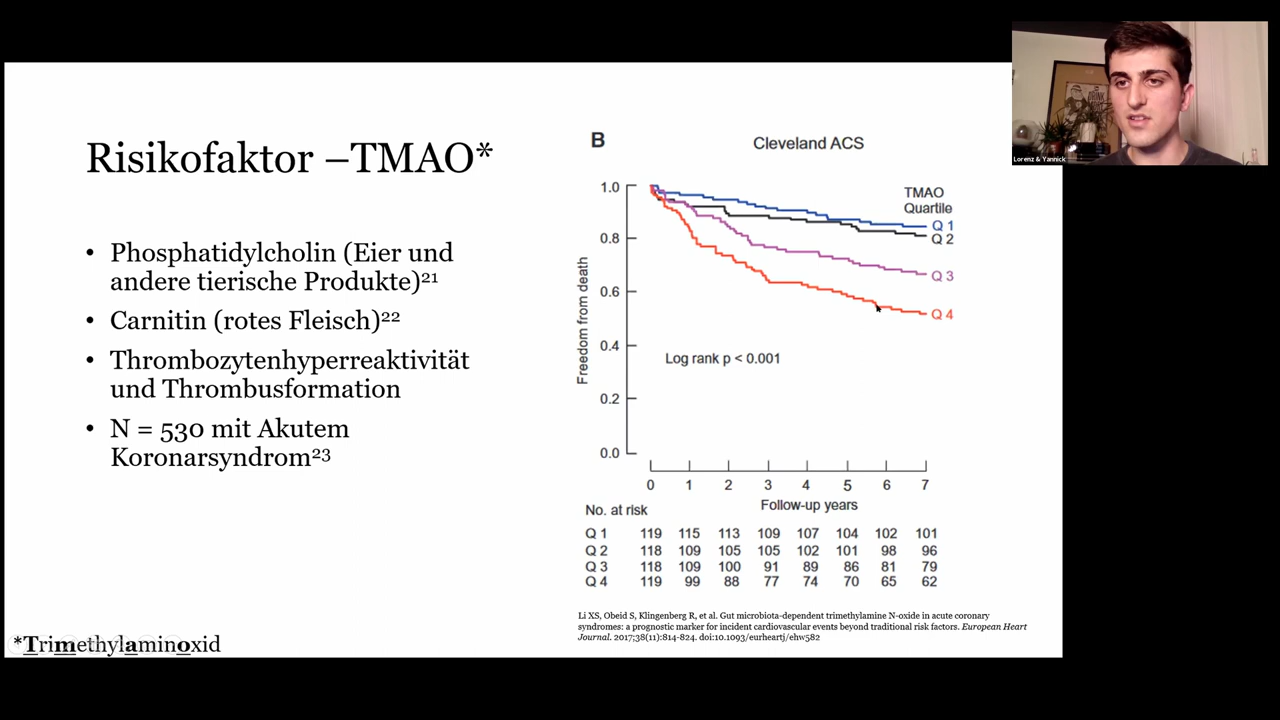 Risikofaktor –TMAO*
• Phosphatidylcholin (Eier und
andere tierische Produkte)²¹
• Carnitin (rotes Fleisch)²²
• Thrombozytenhyperreaktivität
und Thrombusformation
• N = 530 mit Akutem
Koronarsyndrom²³
*Trimethylaminoxid
B
Cleveland ACS
TMAO
Quartile
Q 1
Q 2
Q 3
Q 4
Freedom from death
1.0
0.8
0.6
0.4
0.2
0.0
Log rank p < 0.001
0 1 2 3 4 5 6 7
Follow-up years
No. at risk
Q 1 119 115 113 109 107 104 102 101
Q 2 118 109 105 105 102 101 98 96
Q 3 118 109 100 91 89 86 81 79
Q 4 119 99 88 77 74 70 65 62
Li XS, Obeid S, Klingenberg R, et al. Gut microbiota-dependent trimethylamine N-oxide in acute coronary
syndromes: a prognostic marker for incident cardiovascular events beyond traditional risk factors. European Heart
Journal. 2017;38(11):814-824. doi:10.1093/eurheartj/ehw582
Lorenz & Yannick